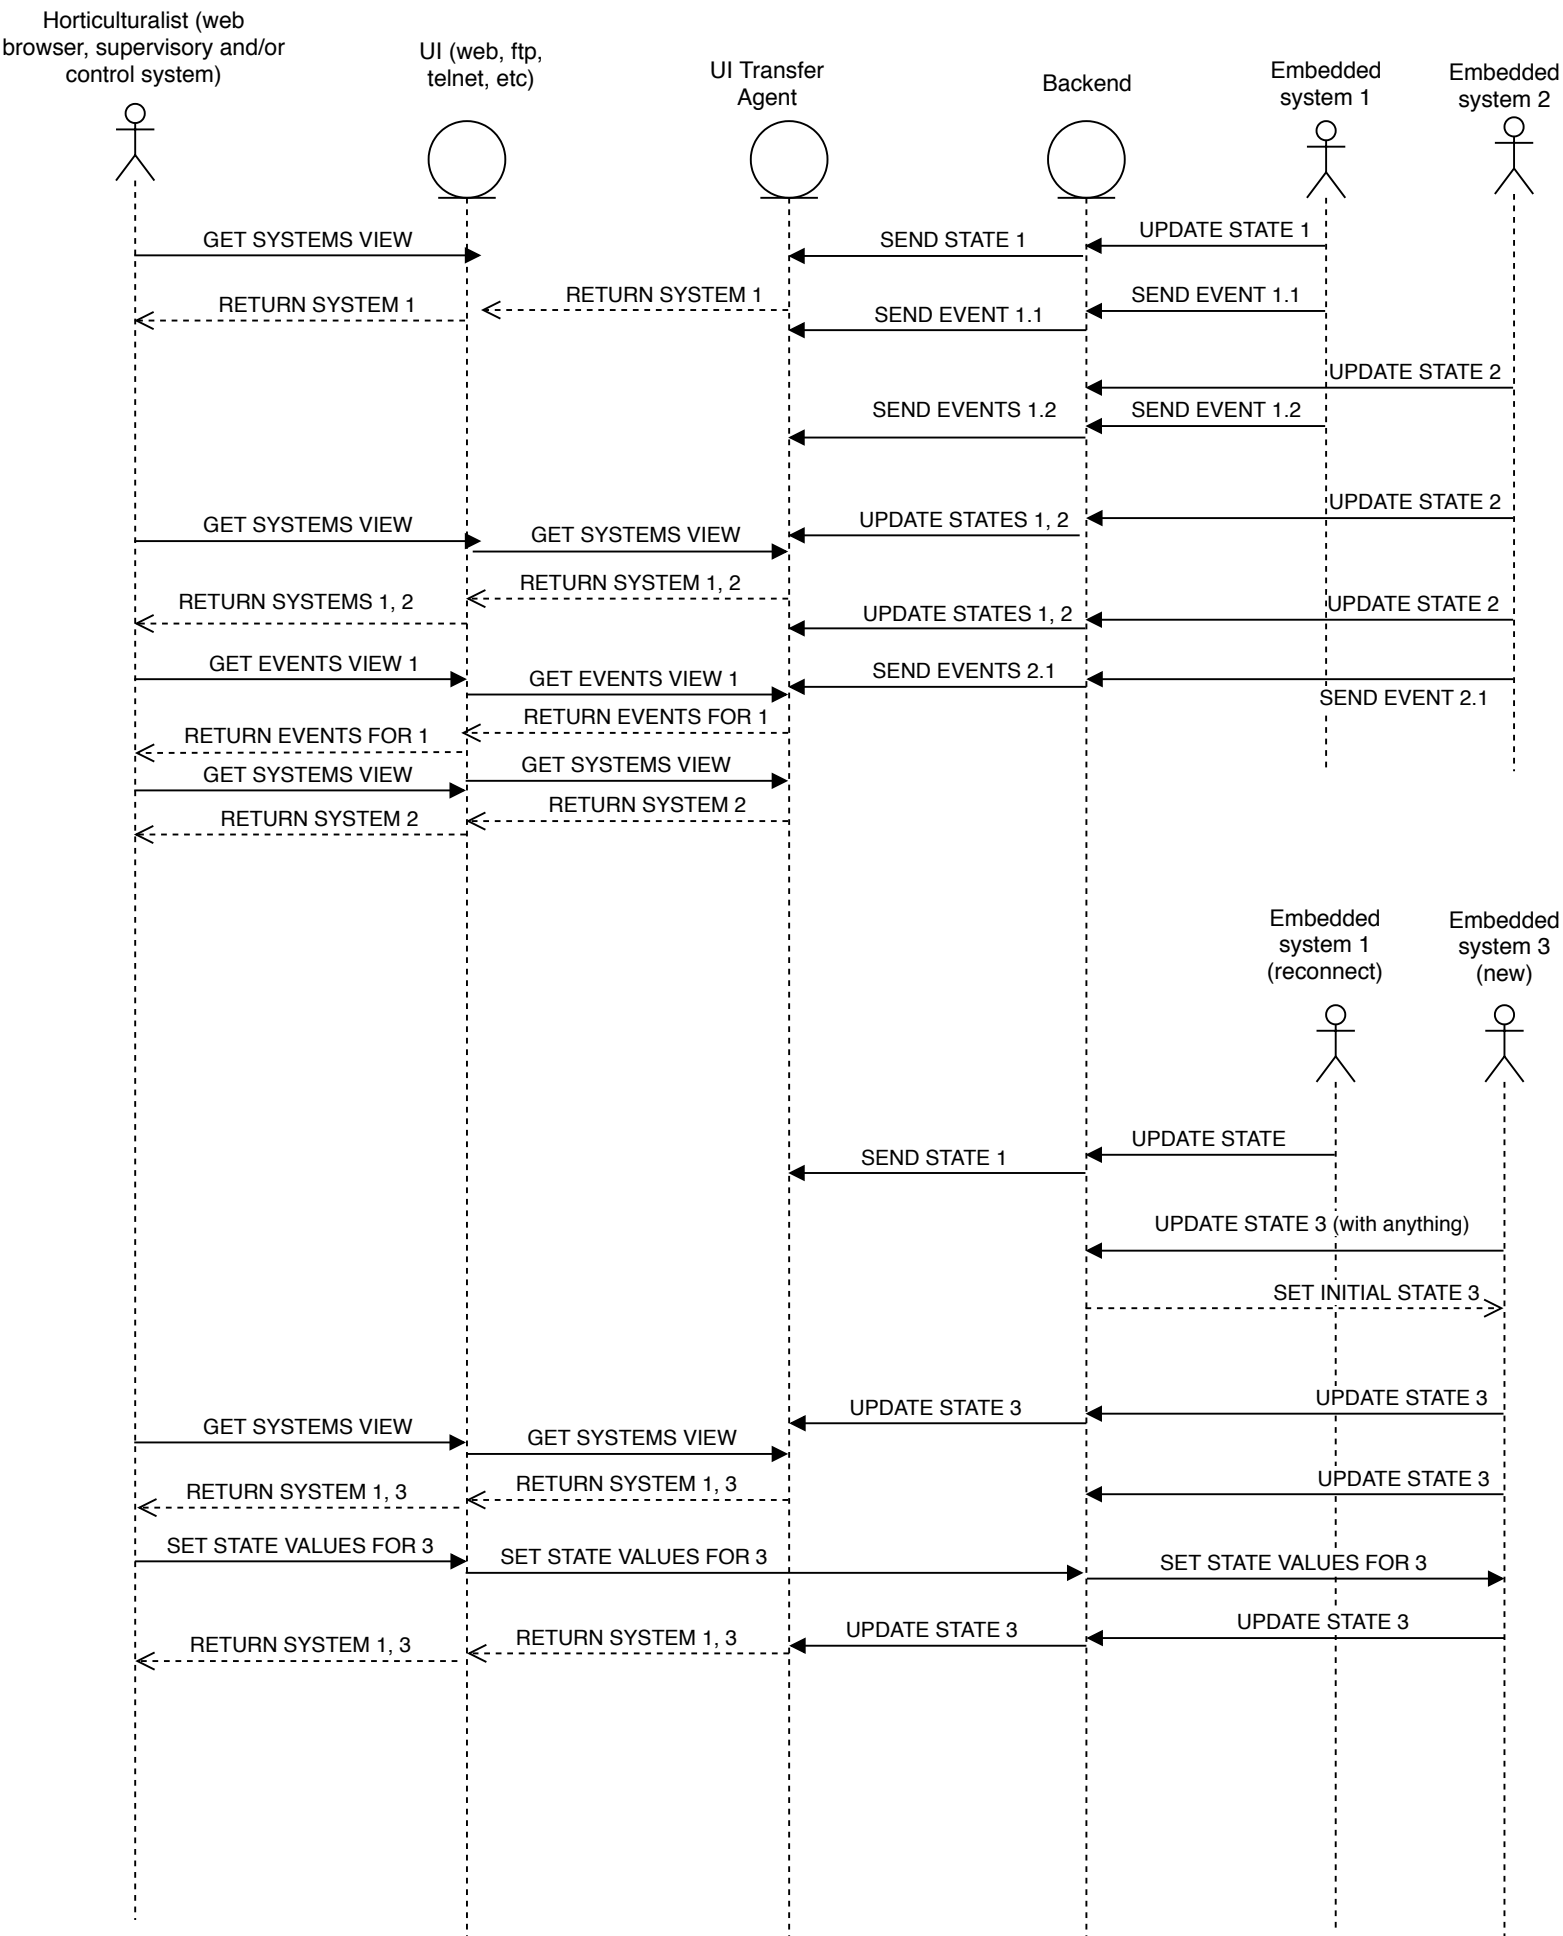 Horticulturalist (web
browser, supervisory and/or
control system)
UI (web, ftp,
telnet, etc)
UI Transfer
Agent
Backend
Embedded
system 1
Embedded
system 2
GET SYSTEMS VIEW
SEND STATE 1
UPDATE STATE 1
RETURN SYSTEM 1
RETURN SYSTEM 1
SEND EVENT 1.1
SEND EVENT 1.1
UPDATE STATE 2
SEND EVENTS 1.2
SEND EVENT 1.2
UPDATE STATE 2
GET SYSTEMS VIEW
GET SYSTEMS VIEW
UPDATE STATES 1, 2
RETURN SYSTEM 1, 2
RETURN SYSTEMS 1, 2
UPDATE STATES 1, 2
UPDATE STATE 2
GET EVENTS VIEW 1
GET EVENTS VIEW 1
SEND EVENTS 2.1
SEND EVENT 2.1
RETURN EVENTS FOR 1
RETURN EVENTS FOR 1
GET SYSTEMS VIEW
GET SYSTEMS VIEW
RETURN SYSTEM 2
RETURN SYSTEM 2
Embedded
system 1
(reconnect)
Embedded
system 3
(new)
UPDATE STATE
SEND STATE 1
UPDATE STATE 3 (with anything)
SET INITIAL STATE 3
UPDATE STATE 3
UPDATE STATE 3
GET SYSTEMS VIEW
GET SYSTEMS VIEW
RETURN SYSTEM 1, 3
RETURN SYSTEM 1, 3
UPDATE STATE 3
SET STATE VALUES FOR 3
SET STATE VALUES FOR 3
SET STATE VALUES FOR 3
UPDATE STATE 3
UPDATE STATE 3
RETURN SYSTEM 1, 3
RETURN SYSTEM 1, 3